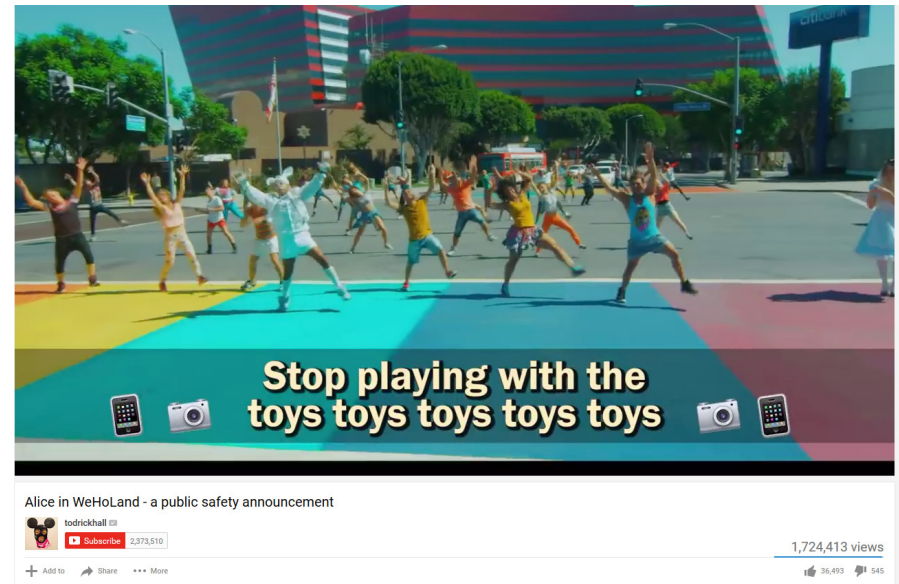 citibank
Stop playing with the
toys toys toys toys toys
Alice in WeHoLand - a public safety announcement
todrickhall
Subscribe 2,373,510
1,724,413 views
Add to Share More
36,493 545